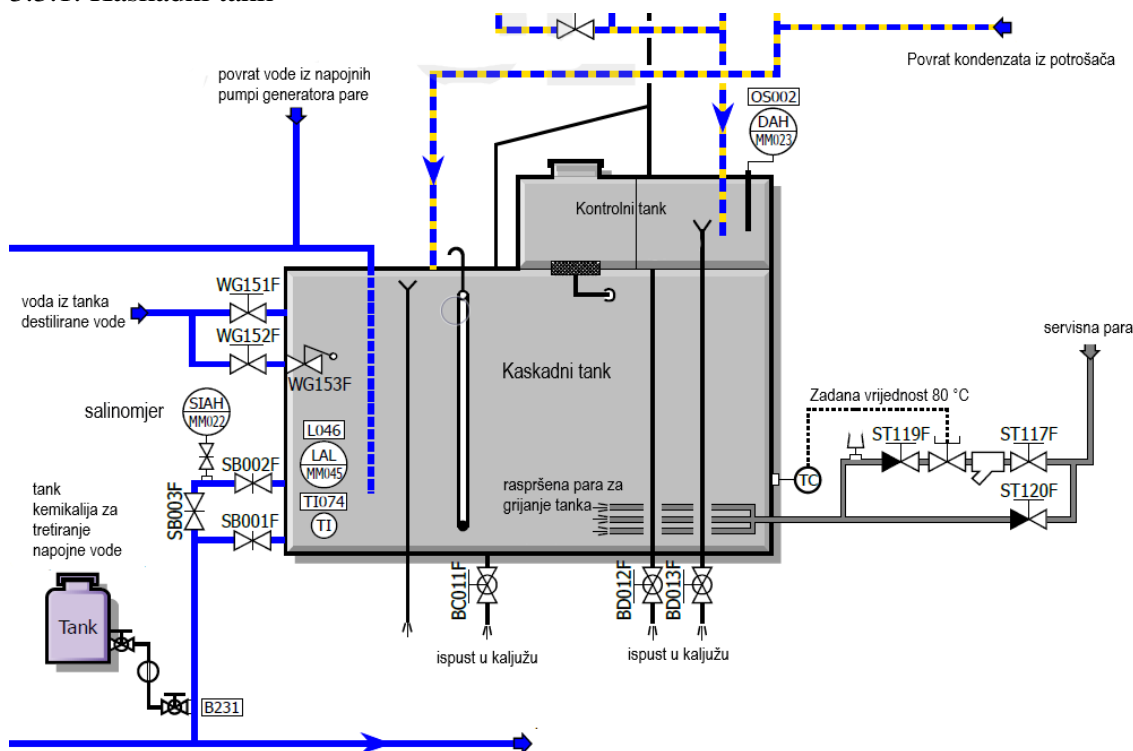 Povrat kondenzata iz potrošača
povrat vode iz napojnih
pumpi generatora pare
OS002
DAH
MM023
Kontrolni tank
WG151F
voda iz tanka
destilirane vode
WG152F
WG153F
servisna para
Kaskadni tank
Zadana vrijednost 80 °C
salinomjer
SIAH
MM022
L046
LAL
MM045
ST119F
ST117F
SB002F
TI074
TI
raspršena para za
grijanje tanka
TC
ST120F
SB003F
SB001F
tank
kemikalija za
tretiranje
napojne vode
Tank
BC011F
BD012F
BD013F
ispust u kaljužu
ispust u kaljužu
B231